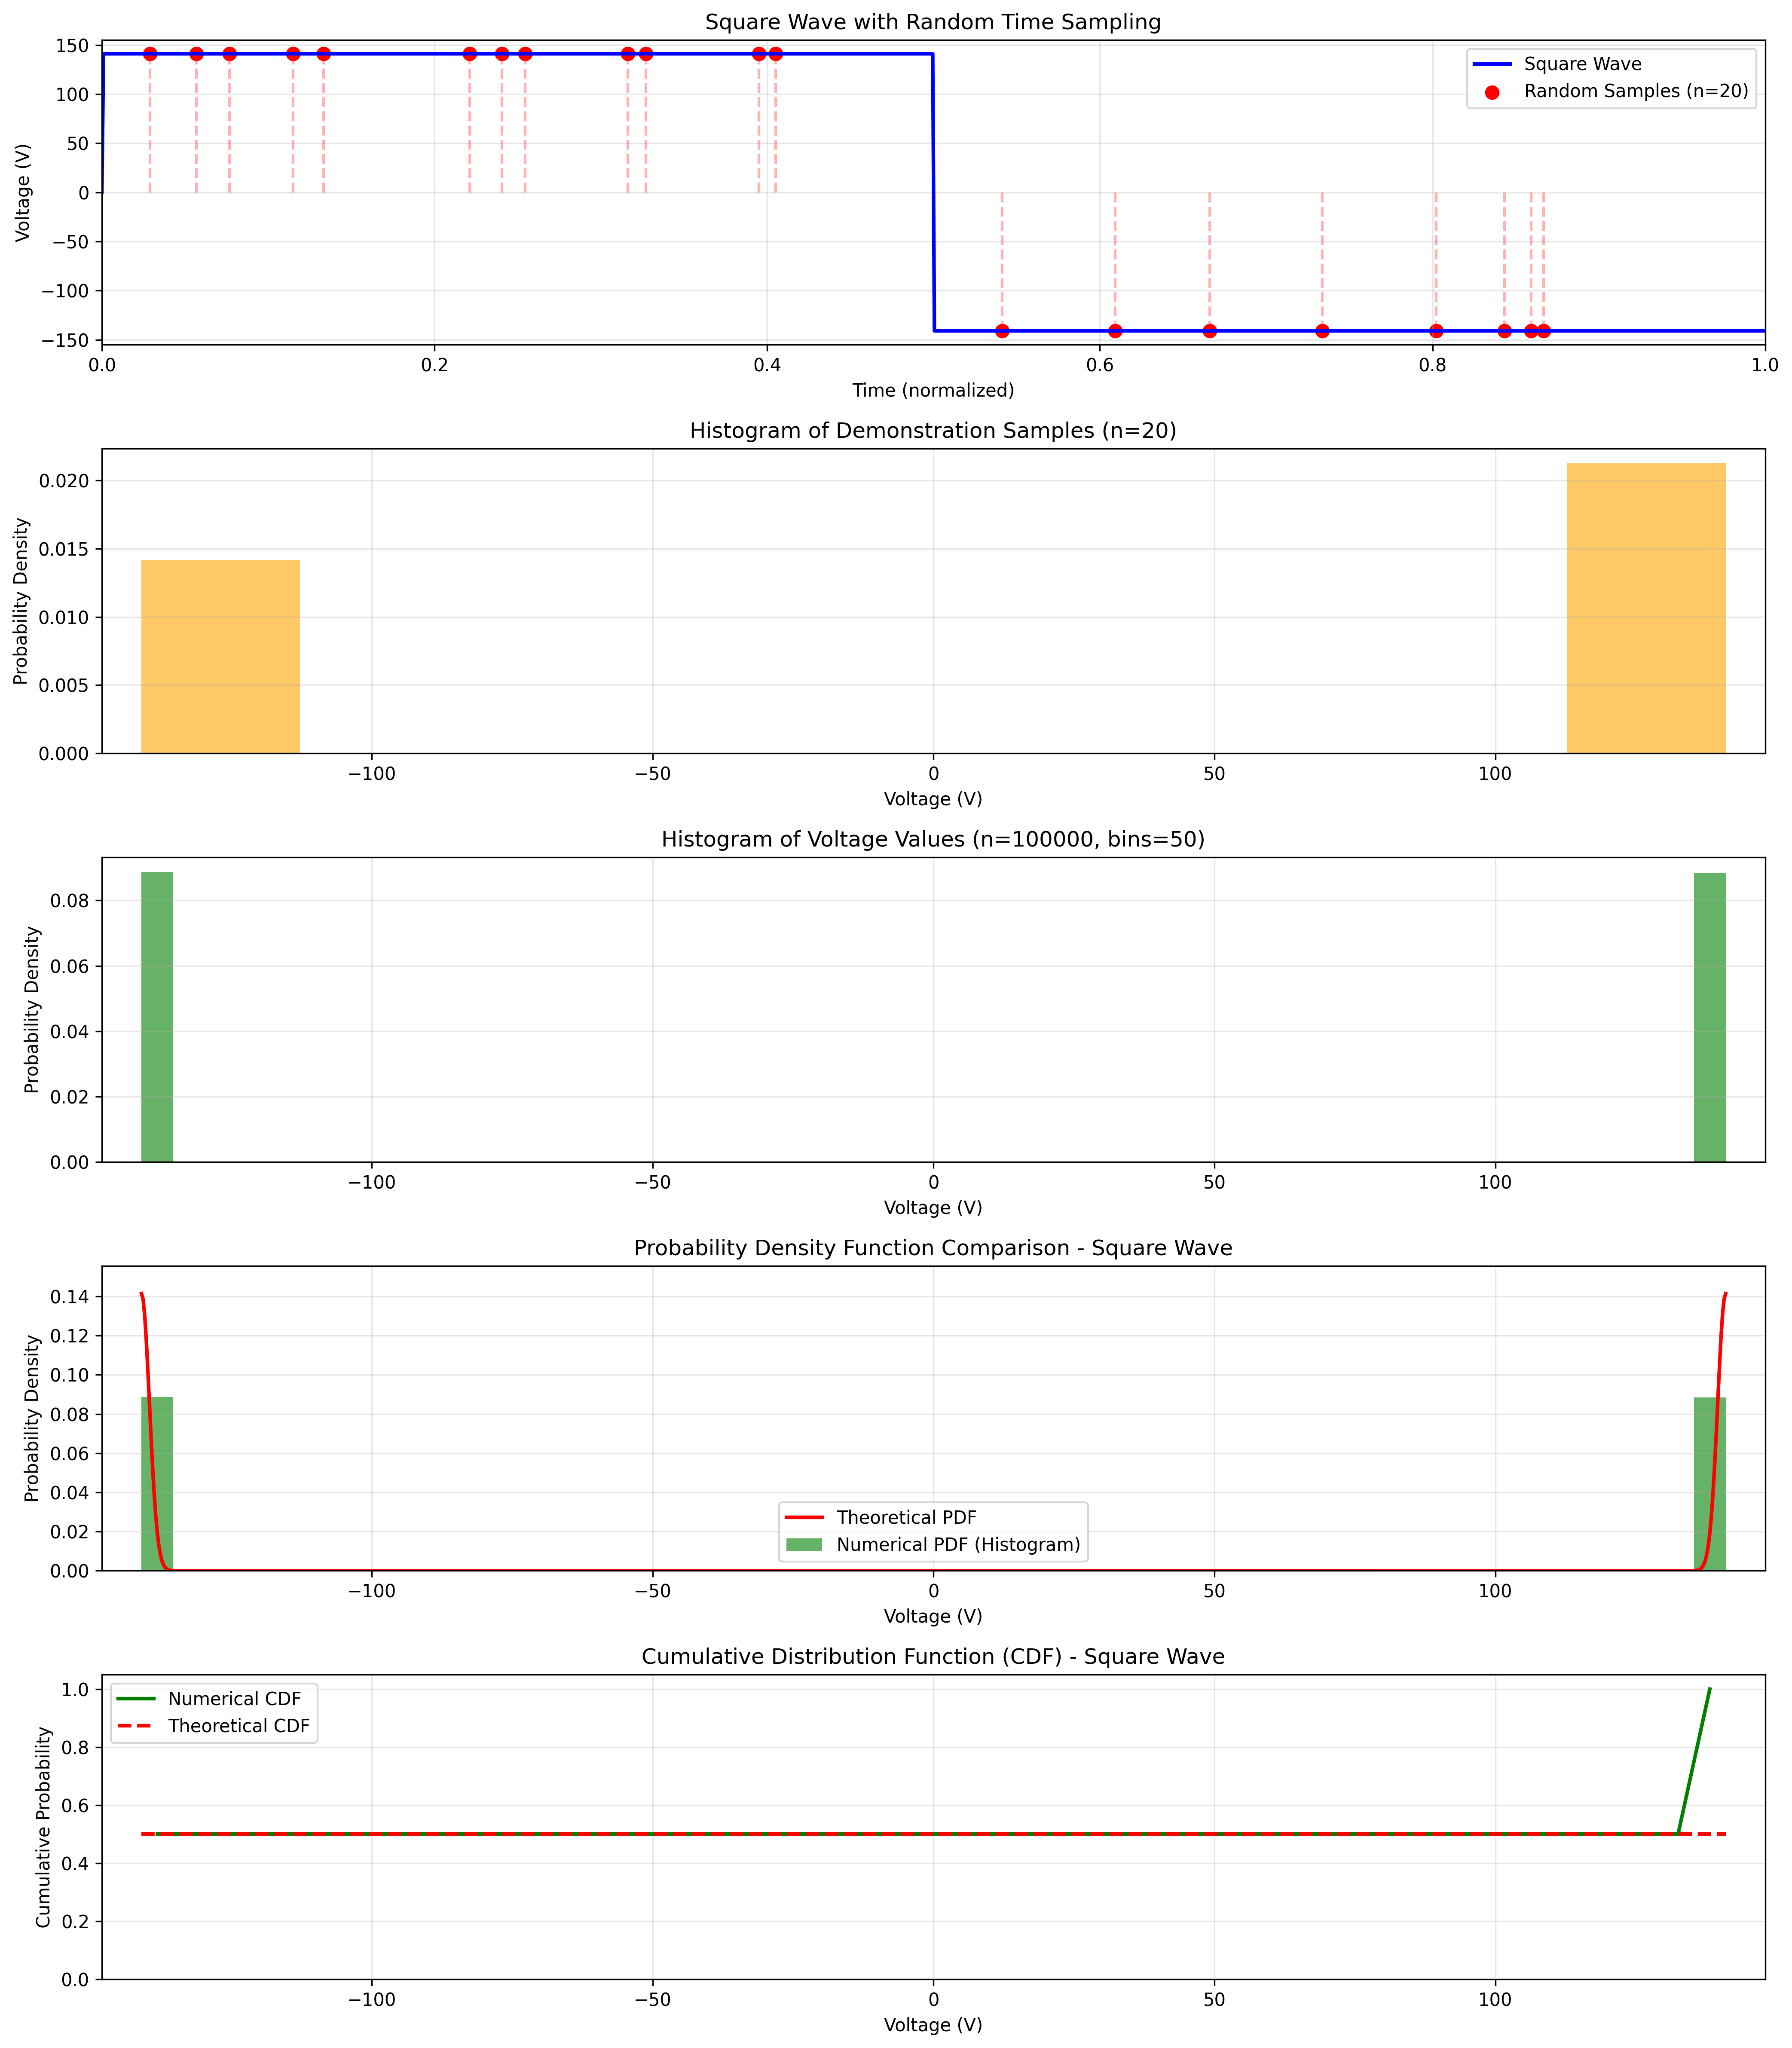 Square Wave with Random Time Sampling
150
100
50
0
−50
−100
−150
Voltage (V)
Square Wave
Random Samples (n=20)
0.0 0.2 0.4 0.6 0.8 1.0
Time (normalized)
Histogram of Demonstration Samples (n=20)
0.020
0.015
0.010
0.005
0.000
Probability Density
−100 −50 0 50 100
Voltage (V)
Histogram of Voltage Values (n=100000, bins=50)
0.08
0.06
0.04
0.02
0.00
Probability Density
−100 −50 0 50 100
Voltage (V)
Probability Density Function Comparison - Square Wave
0.14
0.12
0.10
0.08
0.06
0.04
0.02
0.00
Probability Density
Theoretical PDF
Numerical PDF (Histogram)
−100 −50 0 50 100
Voltage (V)
Cumulative Distribution Function (CDF) - Square Wave
1.0
0.8
0.6
0.4
0.2
0.0
Cumulative Probability
Numerical CDF
Theoretical CDF
−100 −50 0 50 100
Voltage (V)